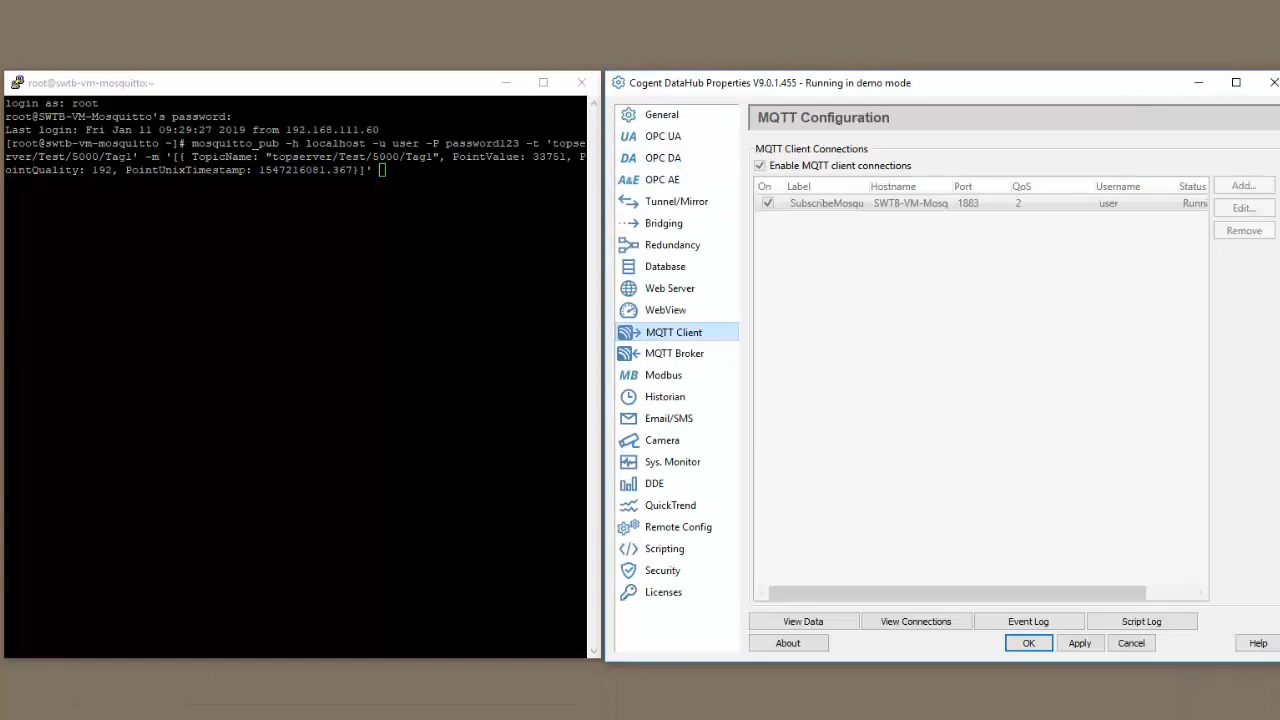 root@swtb-vm-mosquitto:~
login as: root
root@SWTB-VM-Mosquitto's password:
Last login: Fri Jan 11 09:29:27 2019 from 192.168.111.60
[root@swtb-vm-mosquitto ~]# mosquitto_pub -h localhost -u user -P password123 -t 'topse
rver/Test/5000/Tag1' -m '[{ TopicName: "topserver/Test/5000/Tag1", PointValue: 33751, P
ointQuality: 192, PointUnixTimestamp: 1547216081.367}]'
Cogent DataHub Properties V9.0.1.455 - Running in demo mode
General
UA OPC UA
DA OPC DA
A&E OPC AE
Tunnel/Mirror
Bridging
Redundancy
Database
Web Server
WebView
MQTT Client
MQTT Broker
MB Modbus
Historian
Email/SMS
Camera
Sys. Monitor
DDE
QuickTrend
Remote Config
Scripting
Security
Licenses
MQTT Configuration
MQTT Client Connections
Enable MQTT client connections
On Label Hostname Port QoS Username Status
SubscribeMosqu SWTB-VM-Mosq 1883 2 user Runni
Add...
Edit...
Remove
View Data View Connections Event Log Script Log
About OK Apply Cancel Help